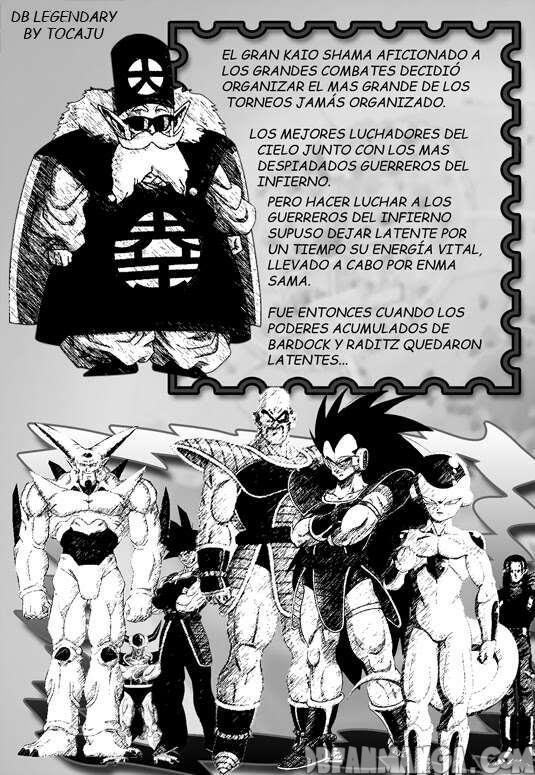 DB LEGENDARY
BY TOCAJU
大
EL GRAN KAIO SHAMA AFICIONADO A
LOS GRANDES COMBATES DECIDIÓ
ORGANIZAR EL MAS GRANDE DE LOS
TORNEOS JAMÁS ORGANIZADO.
LOS MEJORES LUCHADORES DEL
CIELO JUNTO CON LOS MAS
DESPIADADOS GUERREROS DEL
INFIERNO.
PERO HACER LUCHAR A LOS
GUERREROS DEL INFIERNO
SUPUSO DEJAR LATENTE POR
UN TIEMPO SU ENERGÍA VITAL,
LLEVADO A CABO POR ENMA
SAMA.
FUE ENTONCES CUANDO LOS
PODERES ACUMULADOS DE
BARDOCK Y RADITZ QUEDARON
LATENTES...
DBFANMANGA.COM